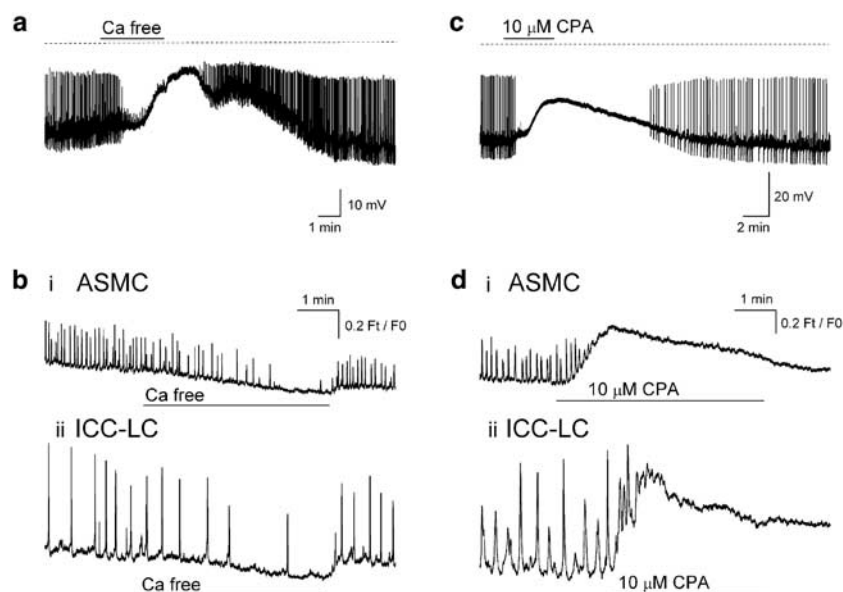 a
Ca free
10 mV
1 min
b
i ASMC
1 min
0.2 Ft / F0
Ca free
ii ICC-LC
Ca free
c
10 μM CPA
20 mV
2 min
d
i ASMC
1 min
0.2 Ft / F0
10 μM CPA
ii ICC-LC
10 μM CPA